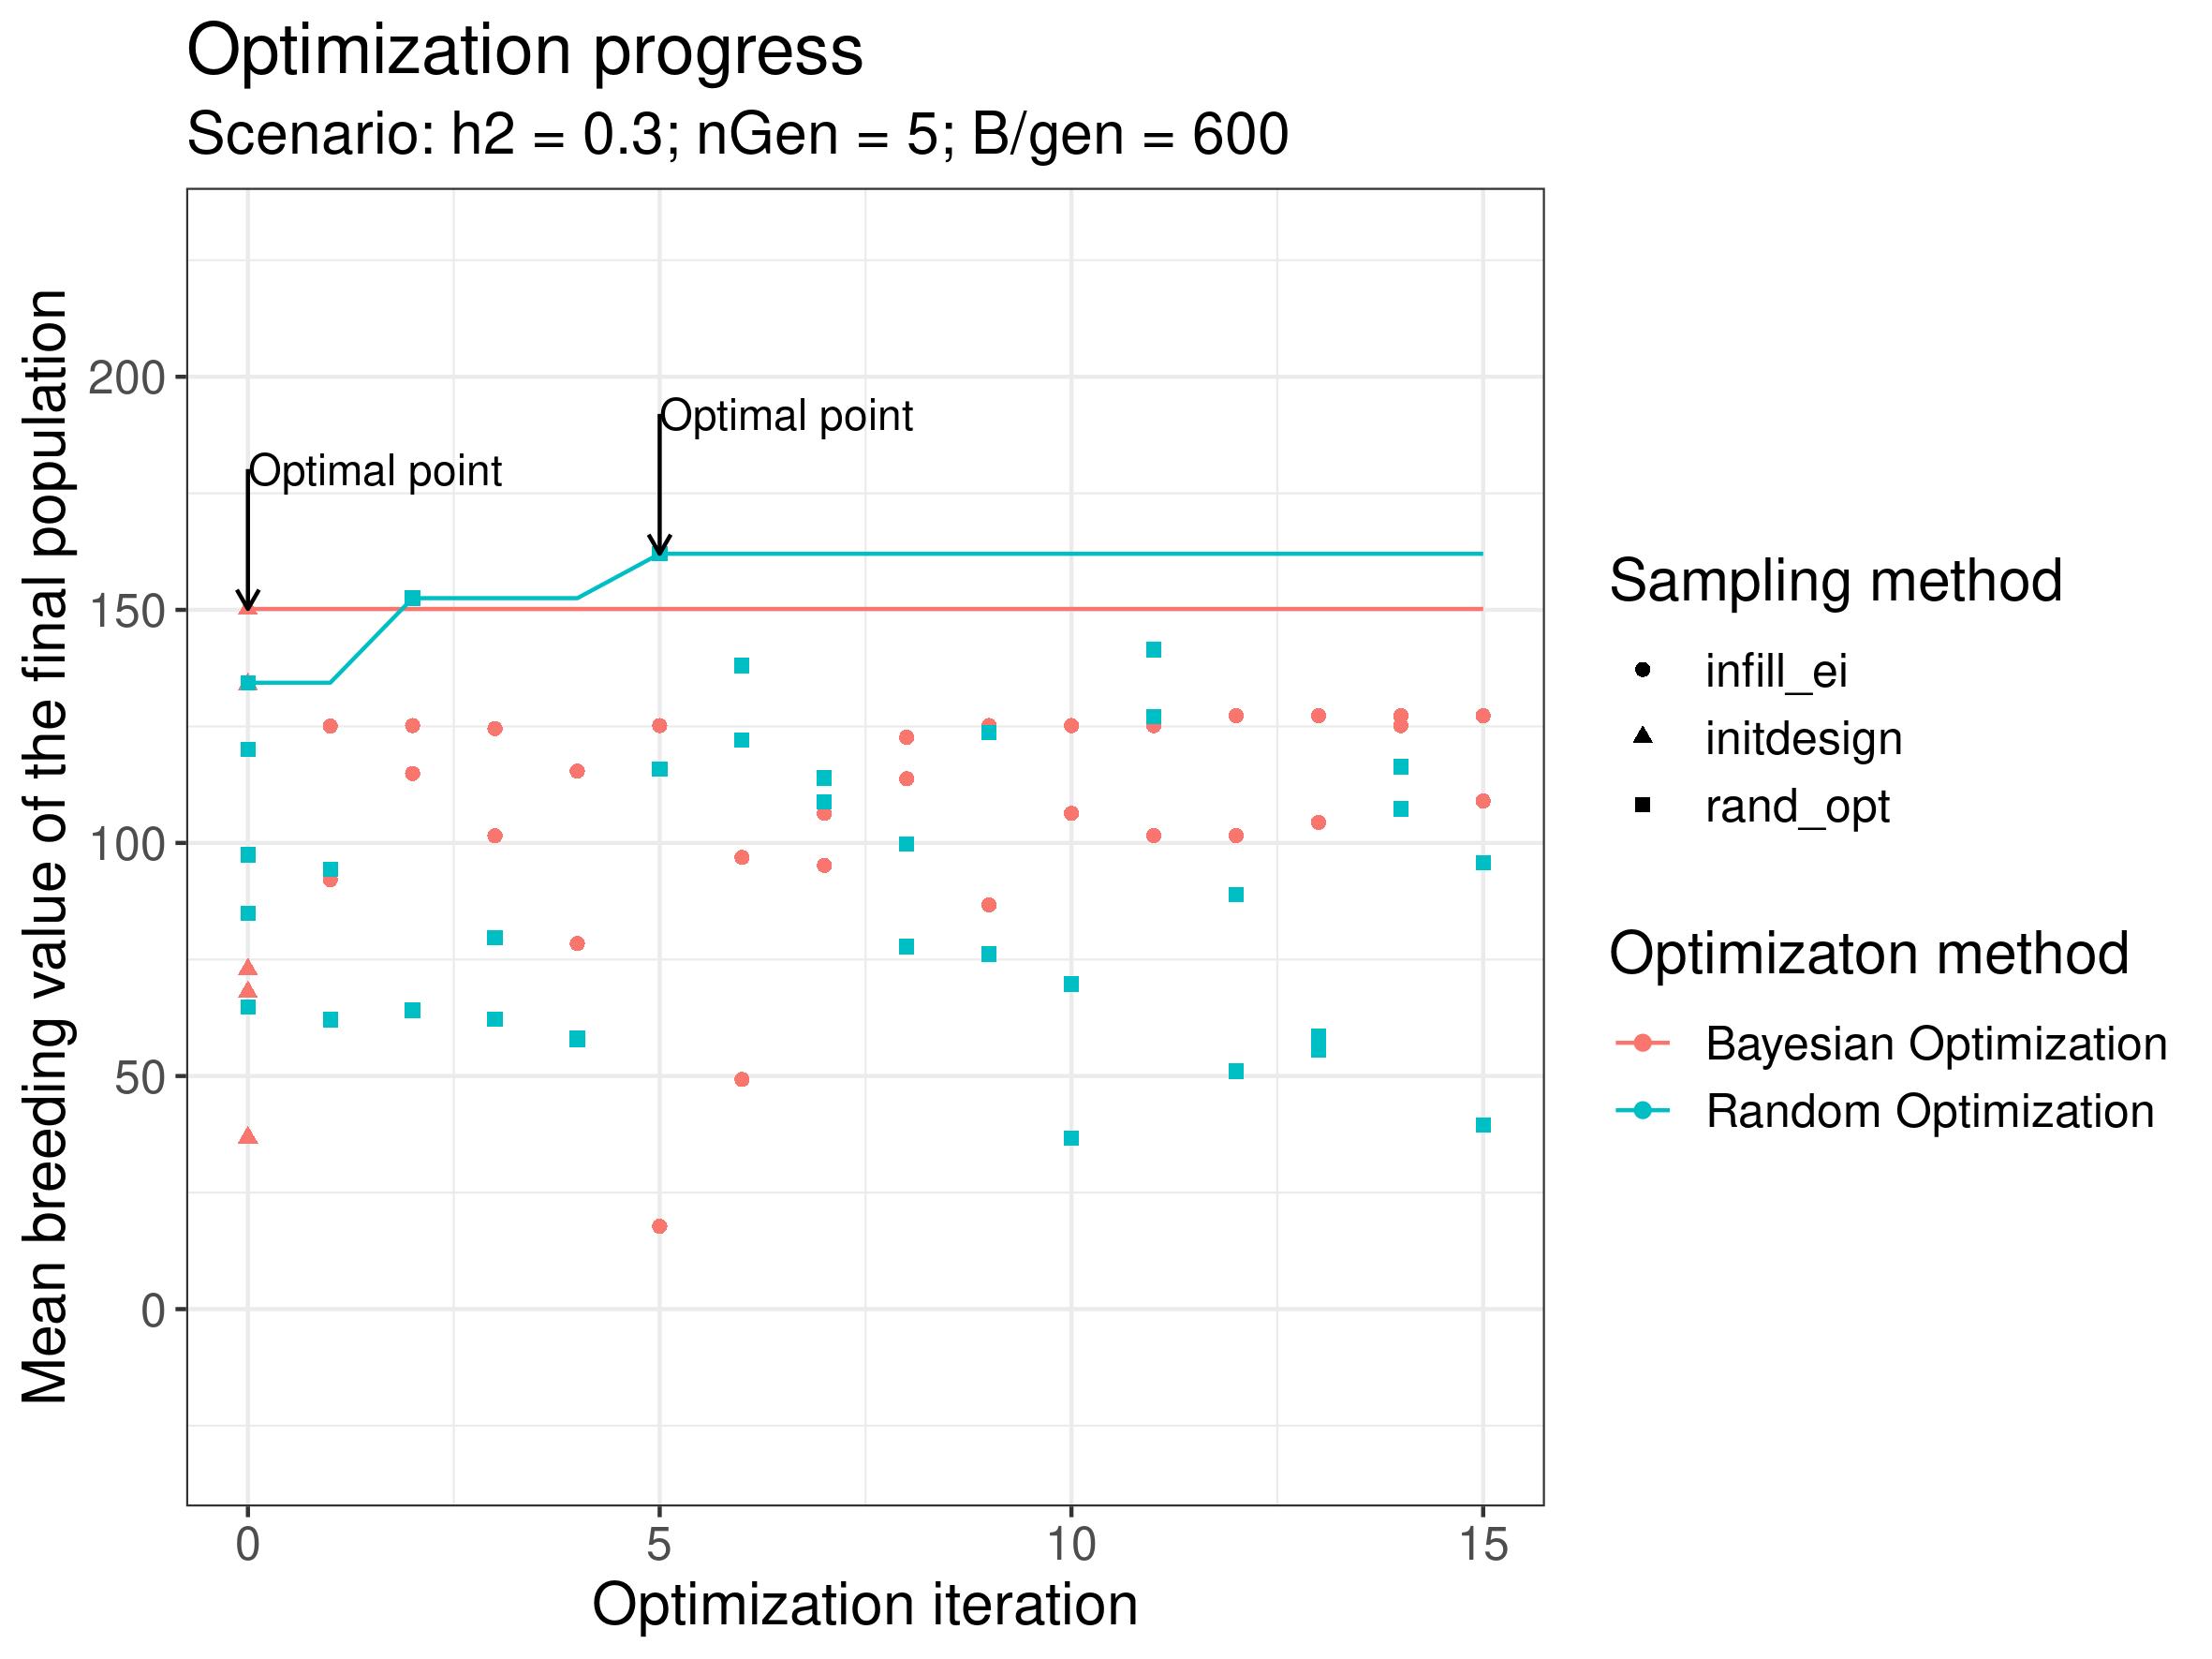 Optimization progress
Scenario: h2 = 0.3; nGen = 5; B/gen = 600
Mean breeding value of the final population
200
150
100
50
0
Optimal point
Optimal point
0
5
10
15
Optimization iteration
Sampling method
infill_ei
initdesign
rand_opt
Optimizaton method
Bayesian Optimization
Random Optimization